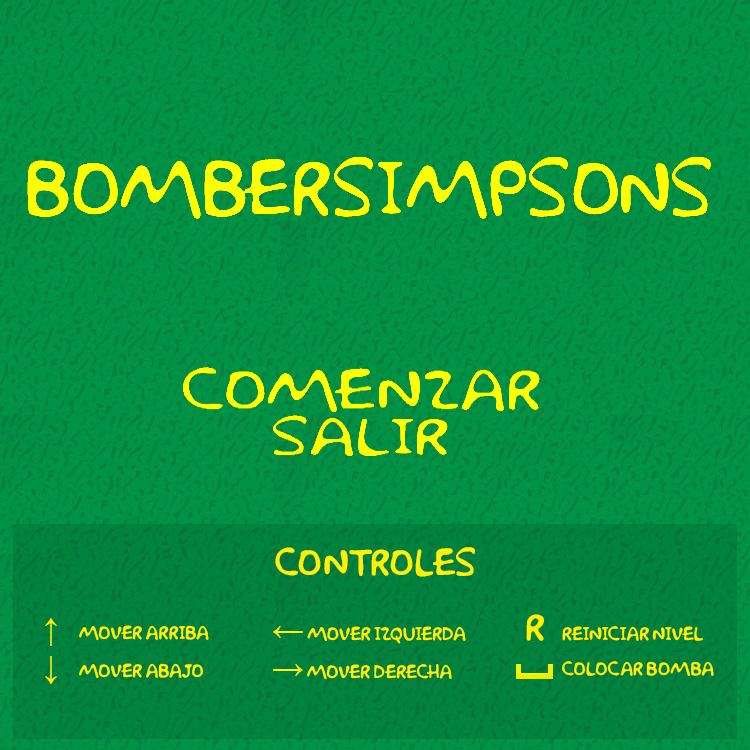 BOMBERSIMPSONS
COMENZAR
SALIR
CONTROLES
↑ MOVER ARRIBA
← MOVER IZQUIERDA
R REINICIAR NIVEL
↓ MOVER ABAJO
→ MOVER DERECHA
COLOCAR BOMBA